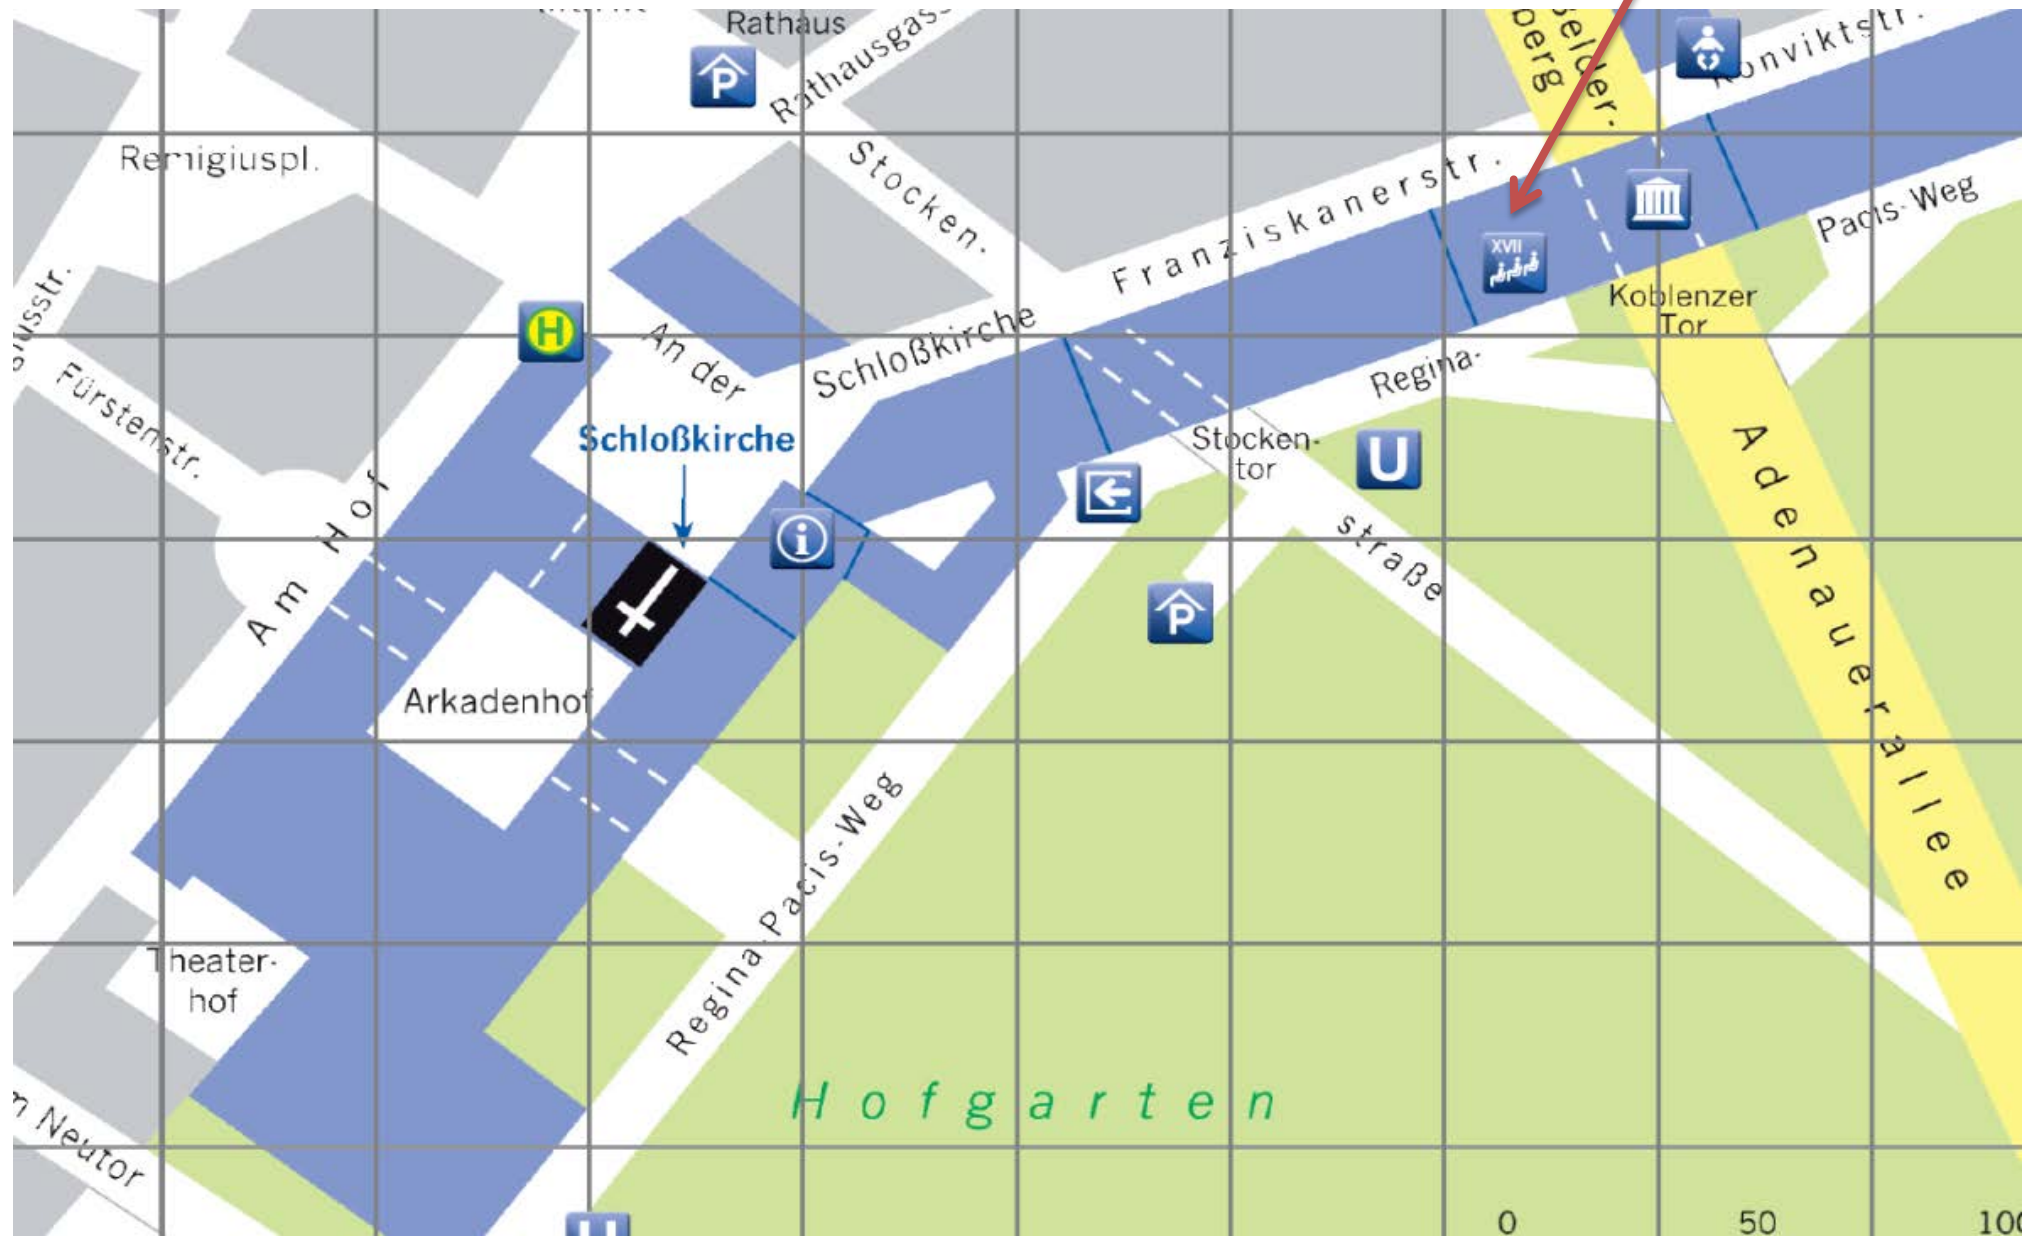 Rathaus
Rathausgass
P
Konviktstr.
Remigiuspl.
Stocken-
Franziskanerstr.
XVII
Pacis-Weg
Koblenzer
Tor
H
An der
Schloßkirche
Regina-
Fürstenstr.
Schloßkirche
Stocken-
tor
U
Am Hof
i
straße
P
Adenauerallee
Arkadenhof
Regina-Pacis-Weg
Theater-
hof
Hofgarten
Neutor
0 50